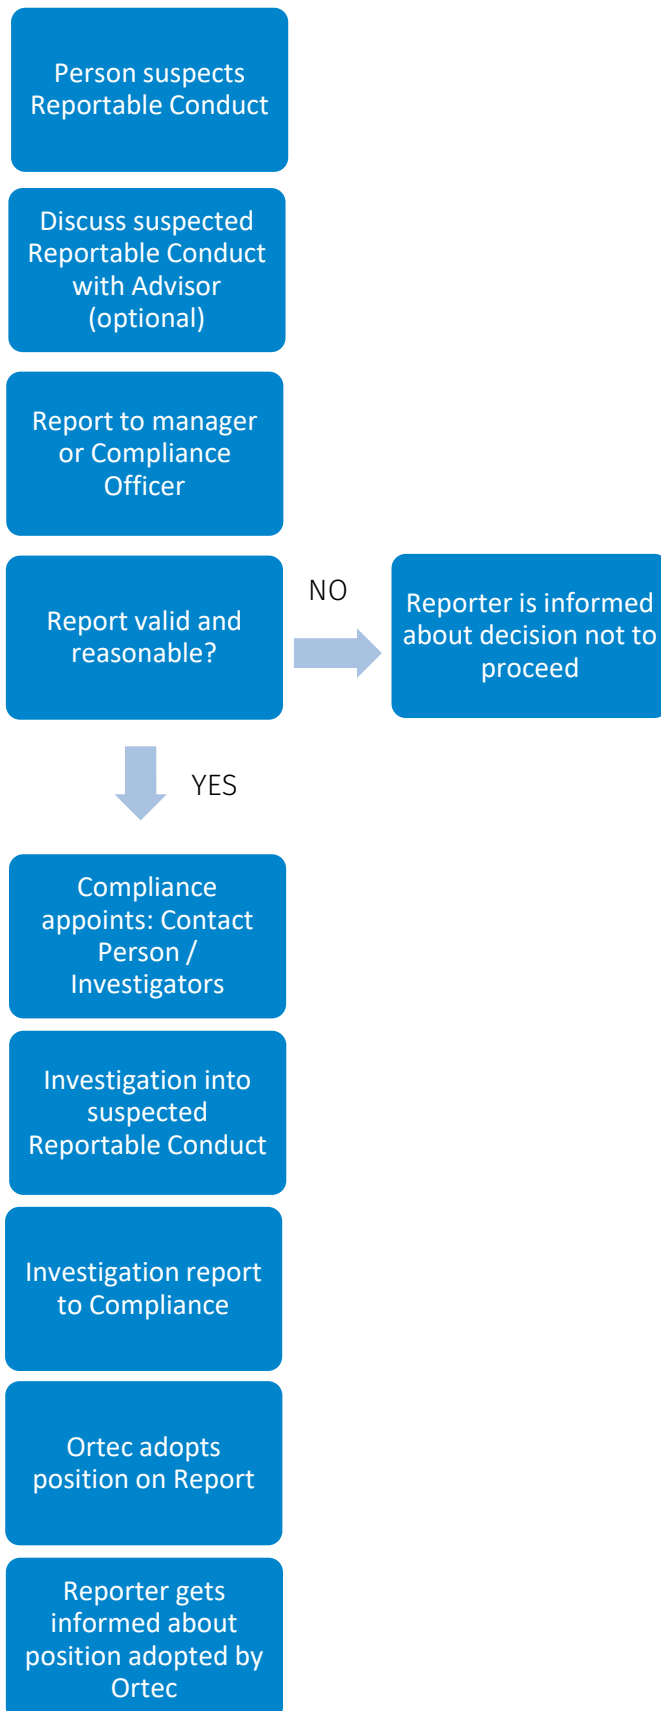 Person suspects
Reportable Conduct
Discuss suspected
Reportable Conduct
with Advisor
(optional)
Report to manager
or Compliance
Officer
Report valid and
reasonable?
NO
Reporter is informed
about decision not to
proceed
YES
Compliance
appoints: Contact
Person /
Investigators
Investigation into
suspected
Reportable Conduct
Investigation report
to Compliance
Ortec adopts
position on Report
Reporter gets
informed about
position adopted by
Ortec